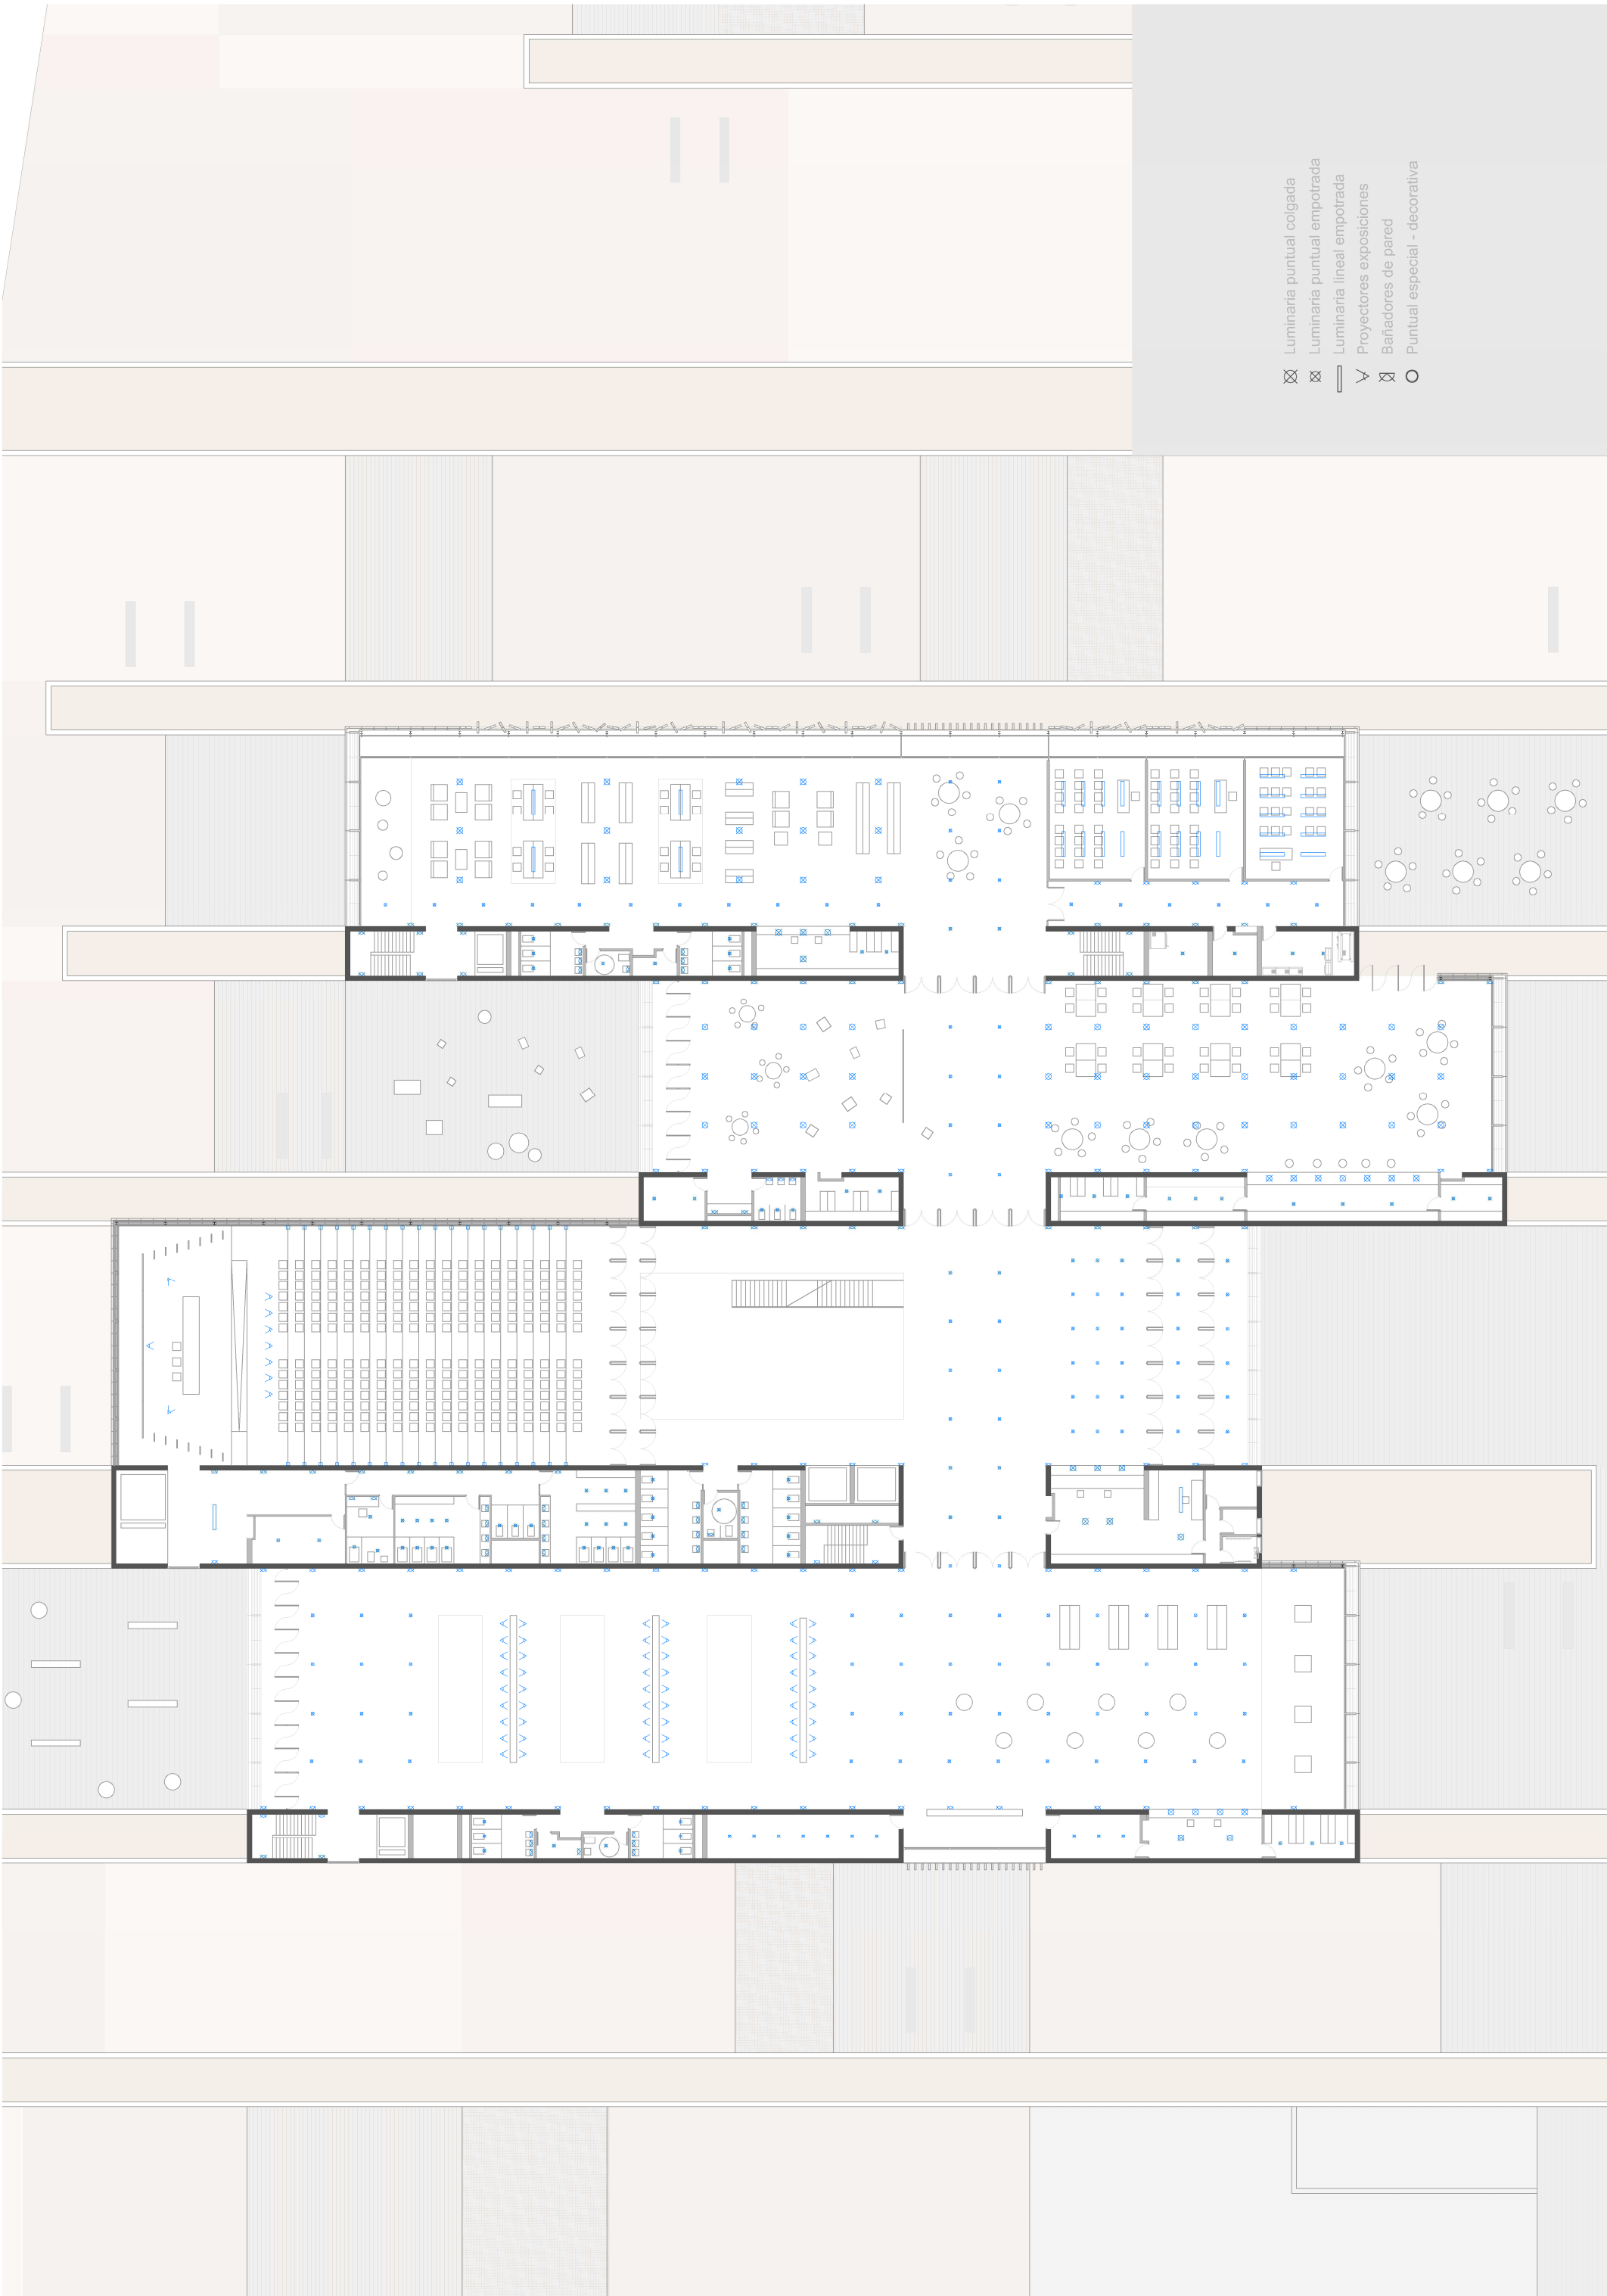 Luminaria puntual colgada
Luminaria puntual empotrada
Luminaria lineal empotrada
Proyectores exposiciones
Bañadores de pared
Puntual especial - decorativa